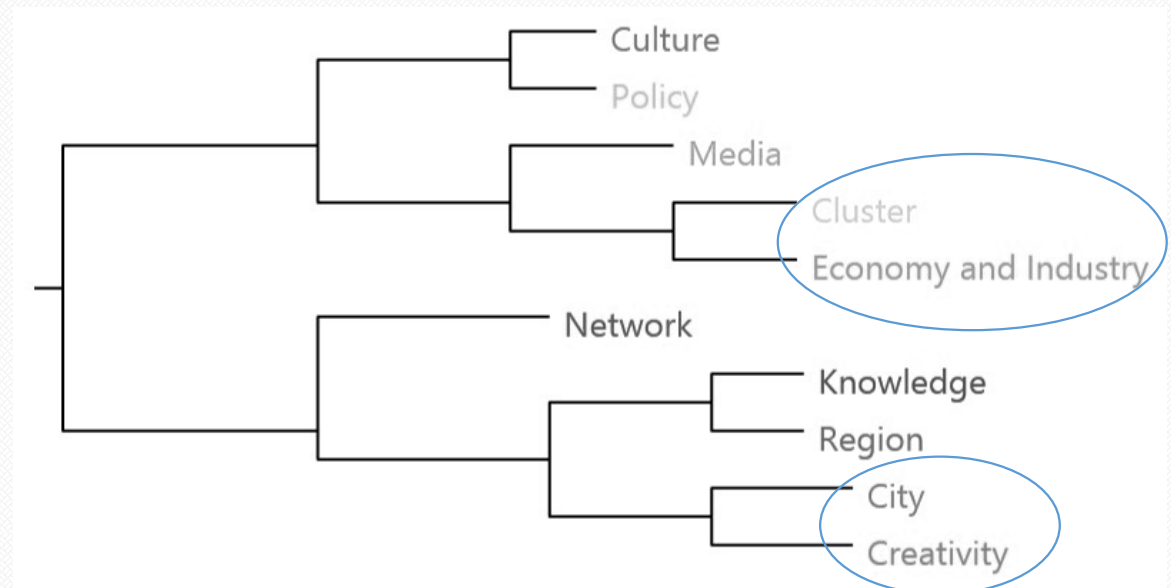 Culture
Policy
Media
Cluster
Economy and Industry
Network
Knowledge
Region
City
Creativity